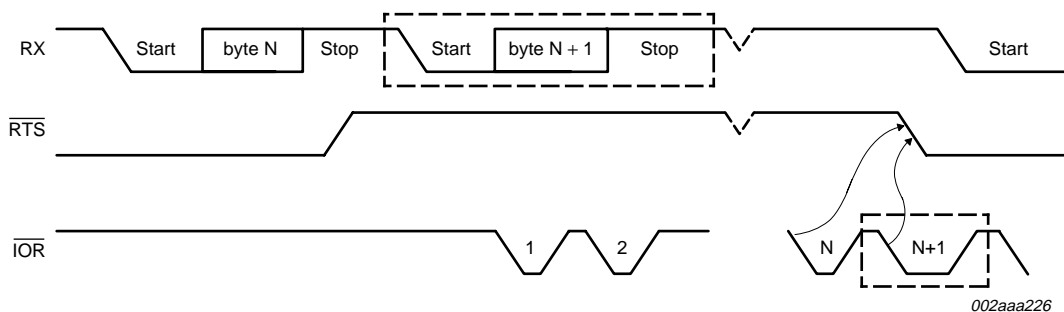 RX Start byte N Stop Start byte N + 1 Stop Start
RTS
IOR 1 2 N N+1
002aaa226